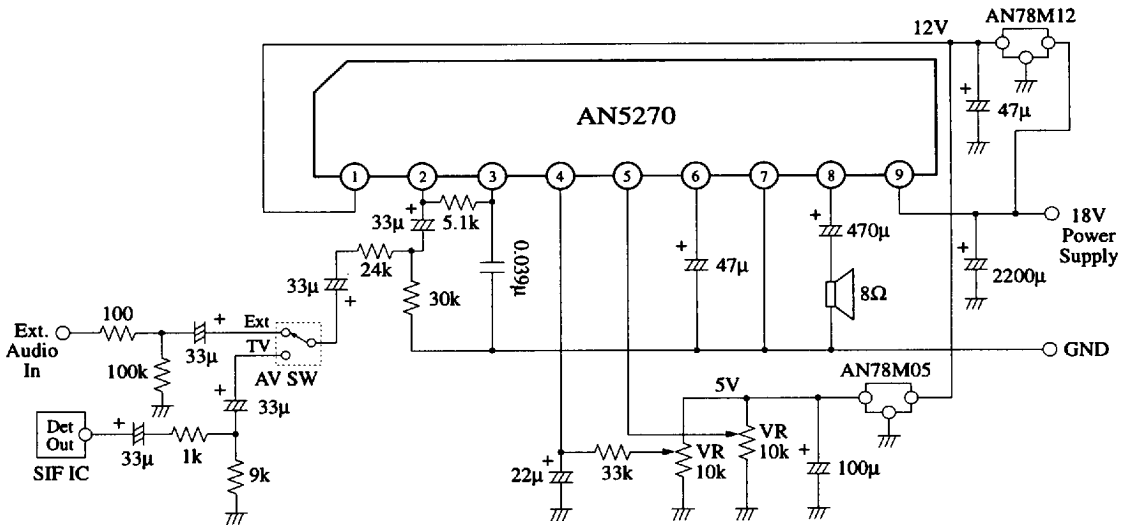 AN78M12
12V
AN5270
47μ
1
2
3
4
5
6
7
8
9
33μ
5.1k
470μ
18V
Power
Supply
24k
0.039μ
47μ
2200μ
33μ
30k
8Ω
100
Ext
Ext.
Audio
In
TV
GND
33μ
100k
AV SW
AN78M05
5V
33μ
Det
Out
VR
10k
VR
10k
33μ
1k
33k
100μ
SIF IC
9k
22μ